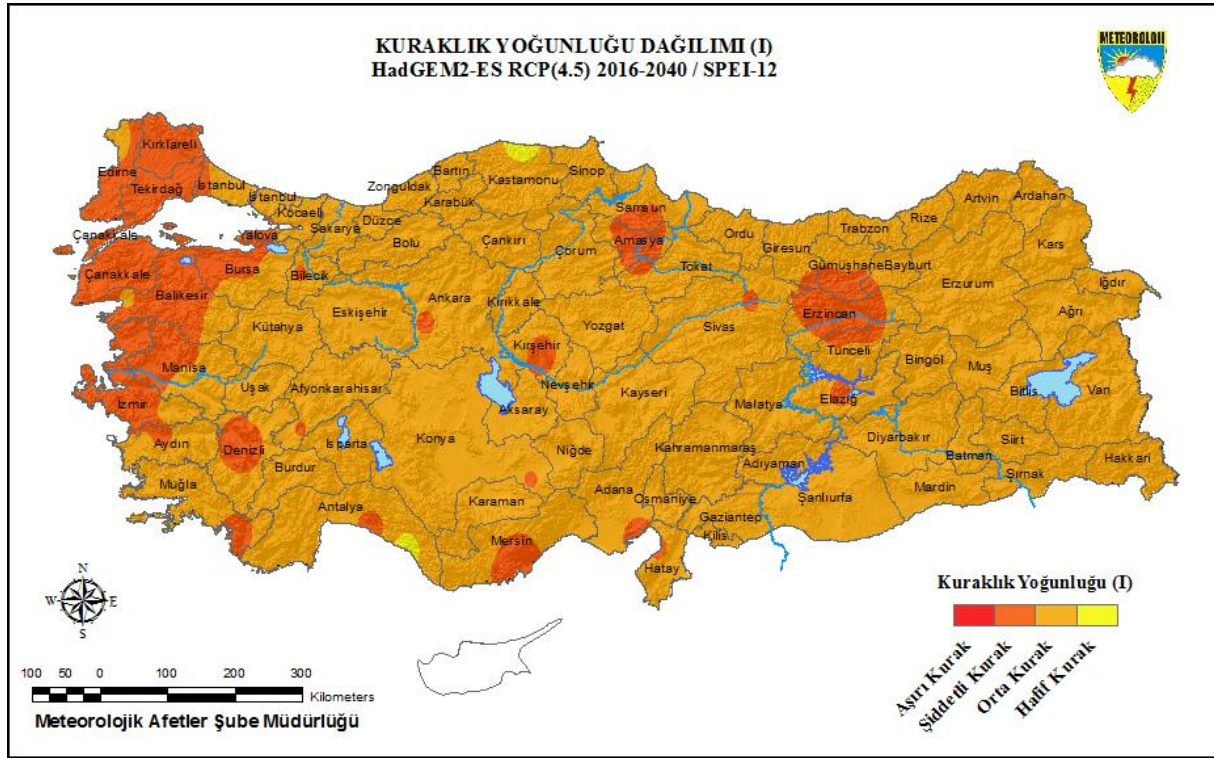 KURAKLIK YOĞUNLUĞU DAĞILIMI (I)
HadGEM2-ES RCP(4.5) 2016-2040 / SPEI-12
METEOROLOJI
Kırklareli
Edirne
Tekirdağ
İstanbul
İstanbul
Kocaeli
Yalova
Sakarya
Düzce
Zonguldak
Bartın
Karabük
Kastamonu
Sinop
Samsun
Amasya
Ordu
Giresun
Trabzon
Rize
Artvin
Ardahan
Kars
Iğdır
Ağrı
Erzurum
Gümüşhane
Bayburt
Erzincan
Tunceli
Bingöl
Muş
Bitlis
Van
Çanakkale
Çanakkale
Balıkesir
Bursa
Bilecik
Bolu
Çankırı
Çorum
Tokat
Sivas
Yozgat
Kırıkkale
Ankara
Eskişehir
Kütahya
Manisa
Uşak
Afyonkarahisar
Kırşehir
Nevşehir
Kayseri
Aksaray
Malatya
Elazığ
Diyarbakır
Batman
Siirt
Şırnak
Hakkari
Mardin
Şanlıurfa
Adıyaman
Kahramanmaraş
Gaziantep
Kilis
Osmaniye
Adana
Hatay
Niğde
Konya
Karaman
Mersin
Isparta
Burdur
Antalya
Denizli
Aydın
Muğla
İzmir
N
W E
S
100 50 0 100 200 300
Kilometers
Meteorolojik Afetler Şube Müdürlüğü
Kuraklık Yoğunluğu (I)
Aşırı Kurak
Şiddetti Kurak
Orta Kurak
Hafif Kurak